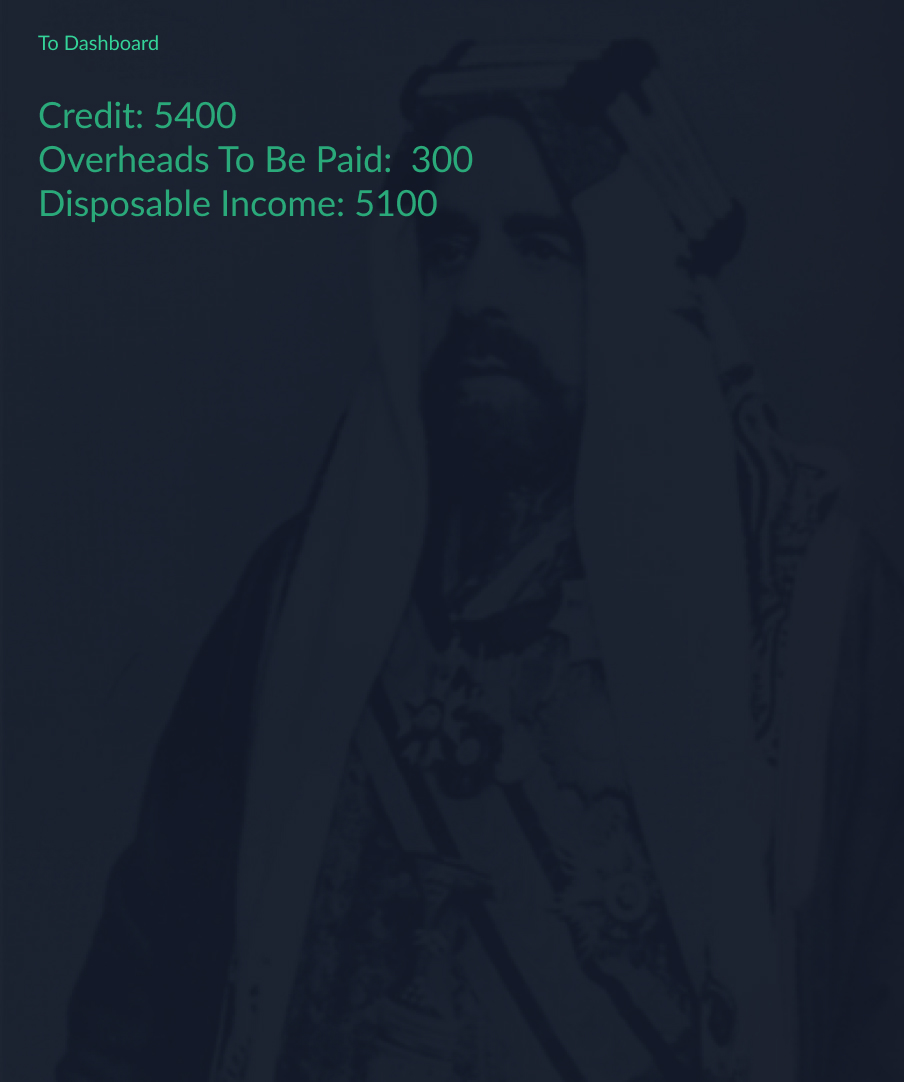 To Dashboard
Credit: 5400
Overheads To Be Paid: 300
Disposable Income: 5100